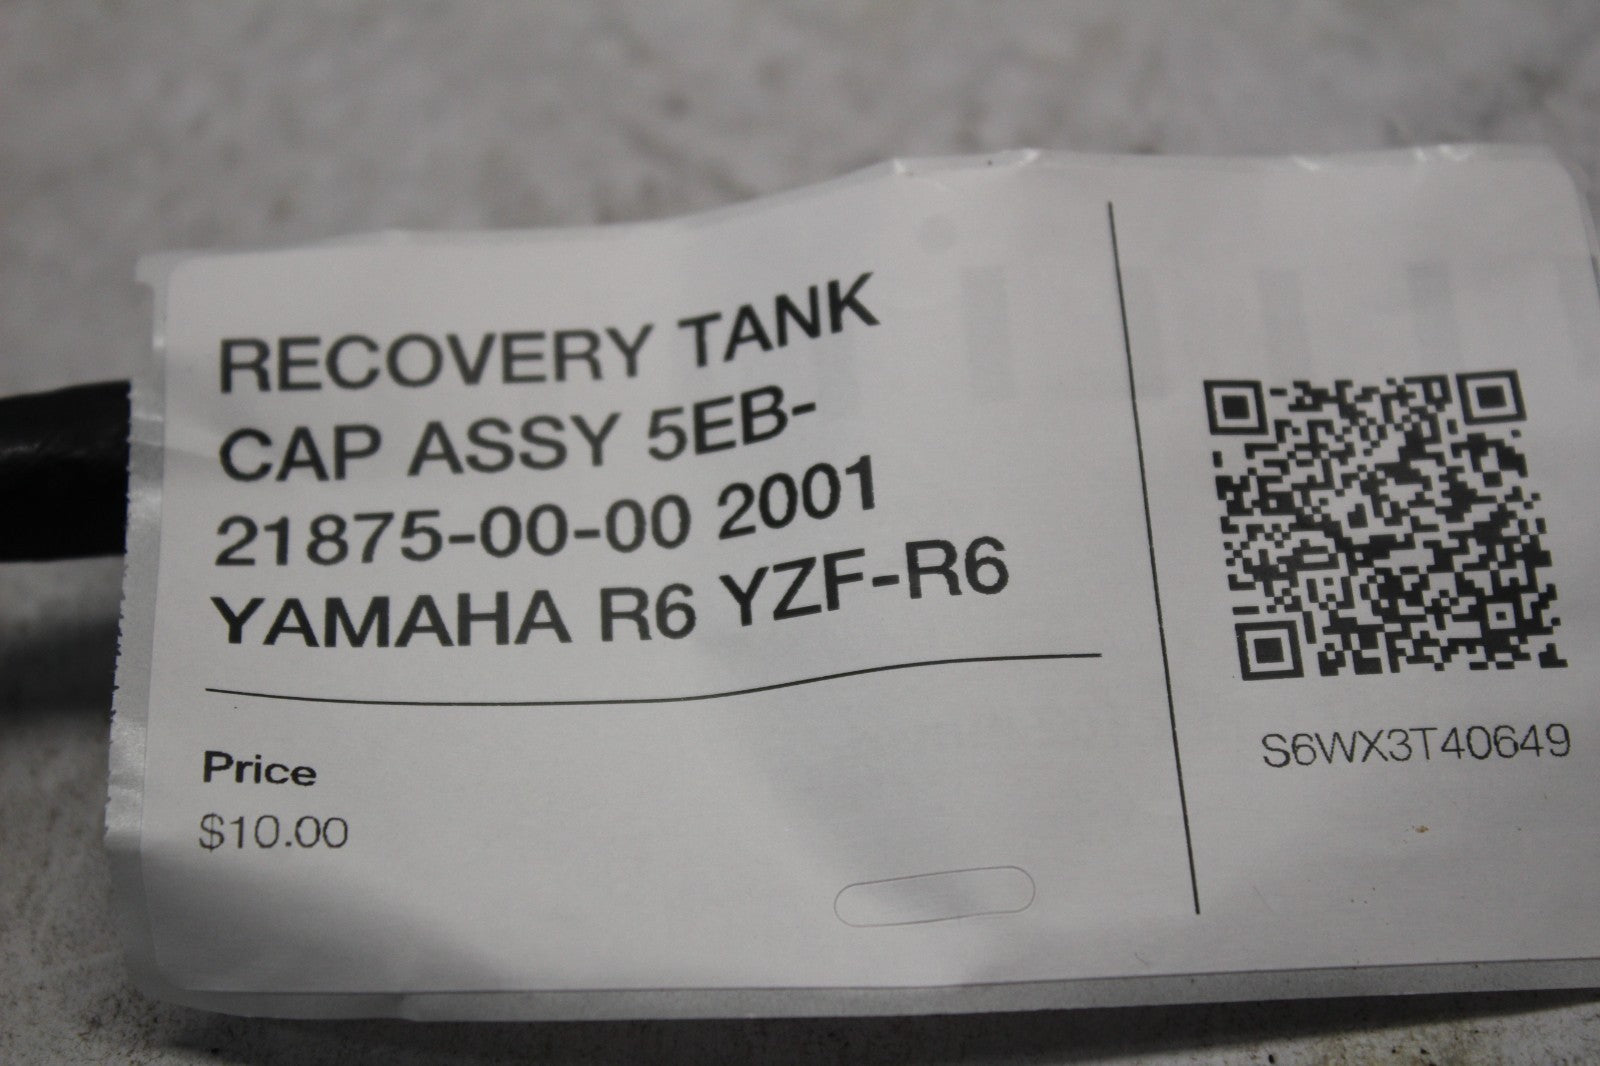 RECOVERY TANK
CAP ASSY 5EB-
21875-00-00 2001
YAMAHA R6 YZF-R6
Price
$10.00
S6WX3T40649